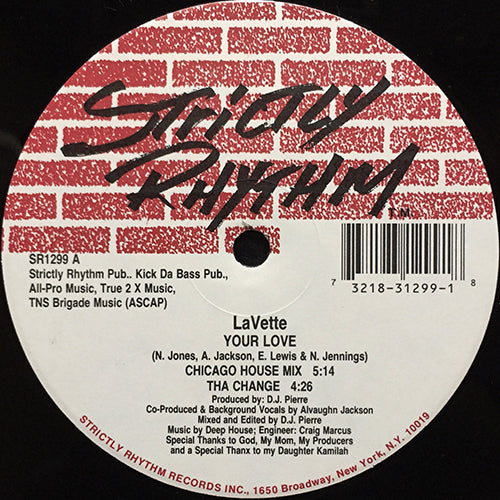 STRICTLY
RHYTHM
T.M.
SR1299 A
Strictly Rhythm Pub.. Kick Da Bass Pub.,
All-Pro Music, True 2 X Music,
TNS Brigade Music (ASCAP)
7 3218-31299-1 8
LaVette
YOUR LOVE
(N. Jones, A. Jackson, E. Lewis & N. Jennings)
CHICAGO HOUSE MIX 5:14
THA CHANGE 4:26
Produced by: D.J. Pierre
Co-Produced & Background Vocals by Alvaughn Jackson
Mixed and Edited by D.J. Pierre
Music by Deep House; Engineer: Craig Marcus
Special Thanks to God, My Mom, My Producers
and a Special Thanx to my Daughter Kamilah
STRICTLY RHYTHM RECORDS INC., 1650 Broadway, New York, N.Y. 10019